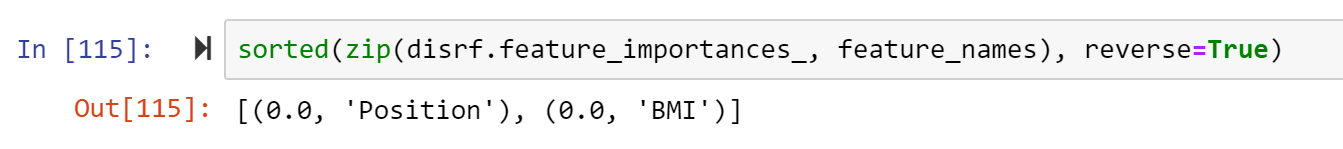 In [115]: sorted(zip(disrf.feature_importances_, feature_names), reverse=True)
Out[115]: [(0.0, 'Position'), (0.0, 'BMI')]